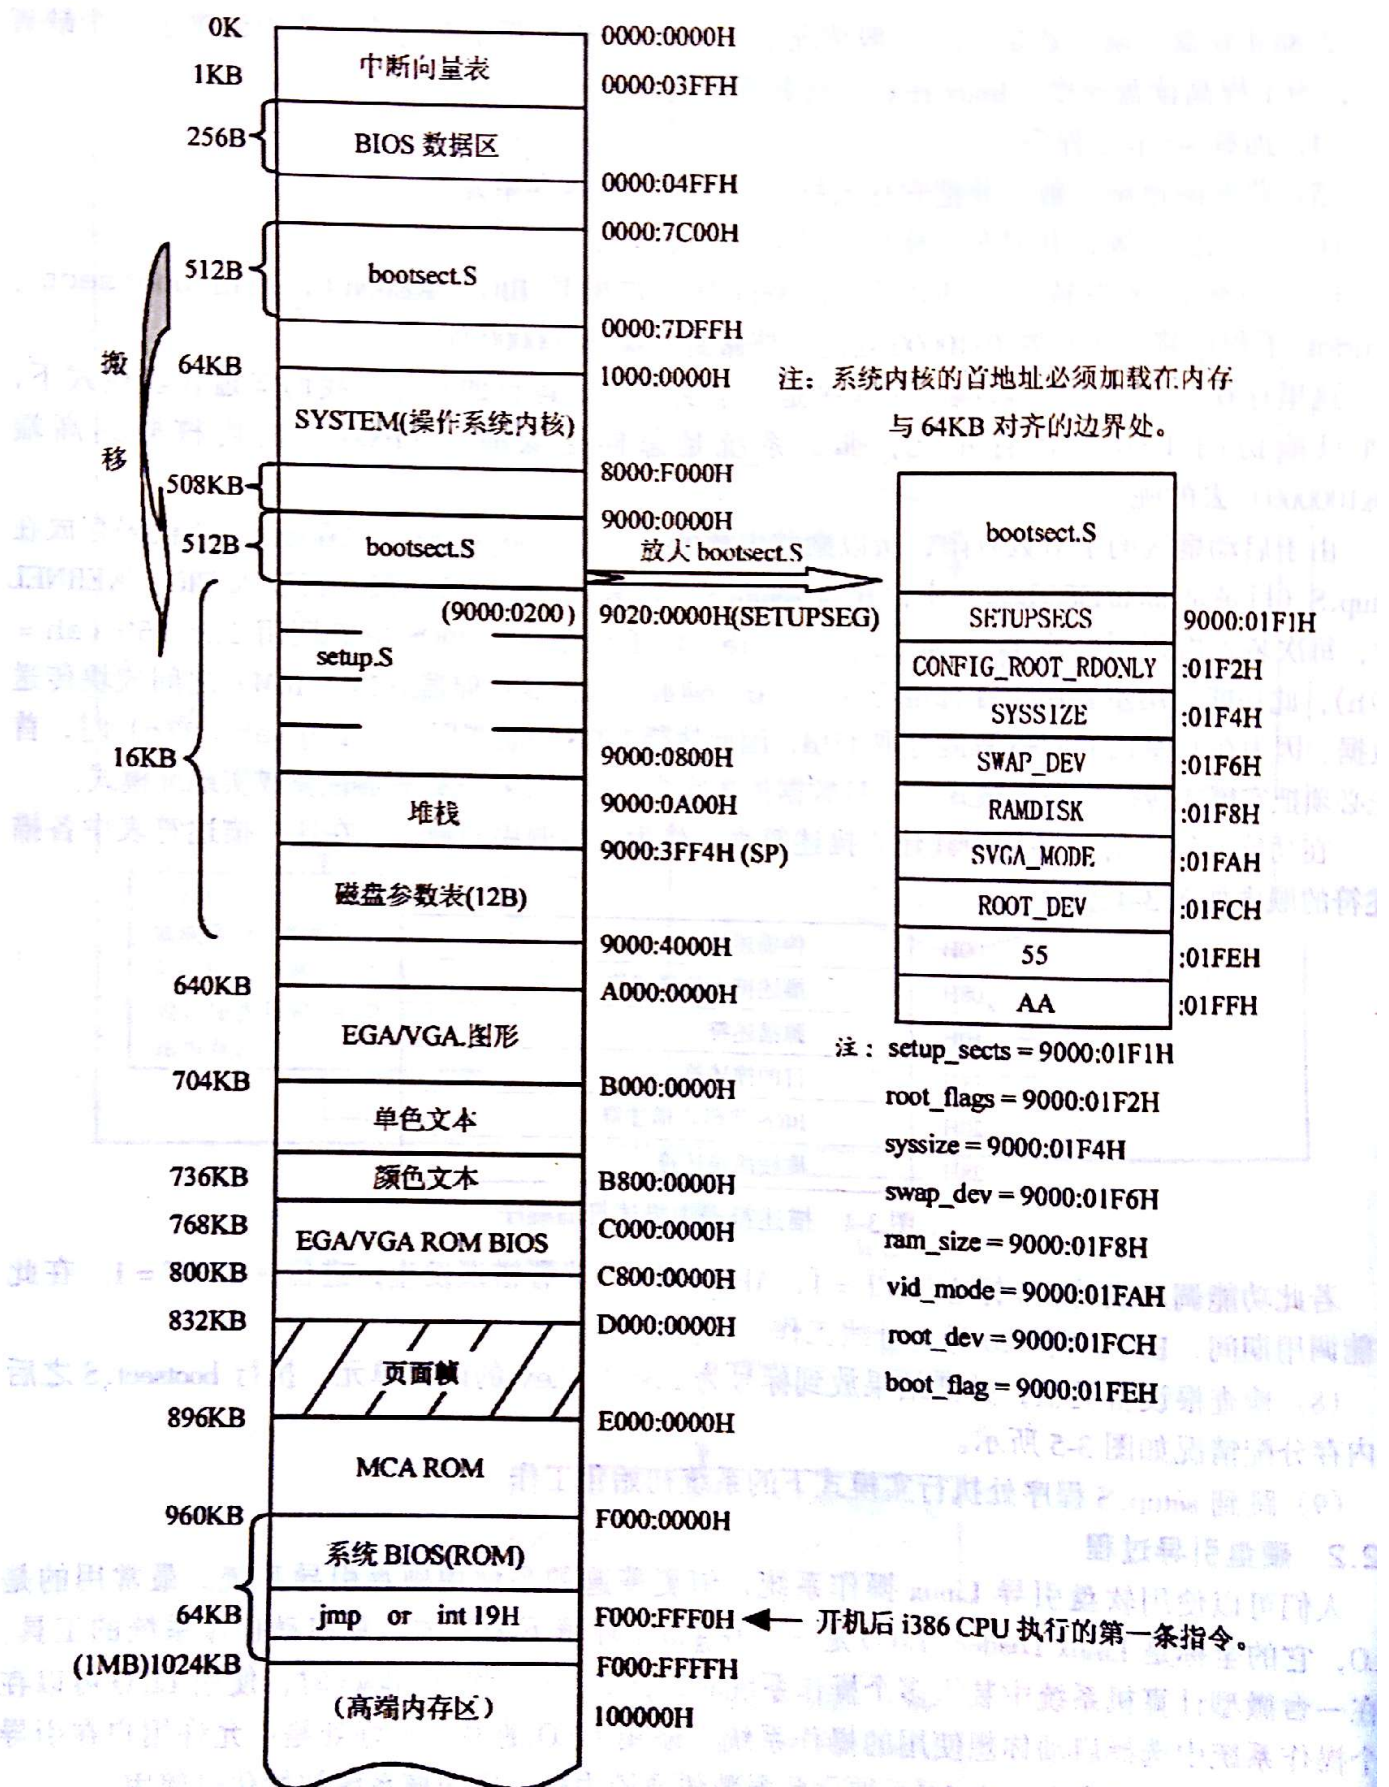 0K
0000:0000H
中断向量表
1KB
0000:03FFH
256B
BIOS 数据区
0000:04FFH
0000:7C00H
512B
bootsect.S
0000:7DFFH
搬
移
64KB
1000:0000H
注：系统内核的首地址必须加载在内存
与 64KB 对齐的边界处。
SYSTEM(操作系统内核)
8000:F000H
508KB
9000:0000H
512B
bootsect.S
放大 bootsect.S
(9000:0200)
9020:0000H(SETUPSEG)
setup.S
16KB
9000:0800H
堆栈
9000:0A00H
9000:3FF4H (SP)
磁盘参数表(12B)
9000:4000H
640KB
A000:0000H
EGA/VGA.图形
704KB
B000:0000H
单色文本
736KB
颜色文本
B800:0000H
768KB
EGA/VGA ROM BIOS
C000:0000H
800KB
C800:0000H
832KB
D000:0000H
页面帧
896KB
E000:0000H
MCA ROM
960KB
F000:0000H
系统 BIOS(ROM)
64KB
jmp or int 19H
F000:FFF0H
开机后 i386 CPU 执行的第一条指令。
(1MB)1024KB
F000:FFFFH
(高端内存区)
100000H
bootsect.S
SETUPSECS
9000:01F1H
CONFIG_ROOT_RDONLY
:01F2H
SYSSIZE
:01F4H
SWAP_DEV
:01F6H
RAMDISK
:01F8H
SVGA_MODE
:01FAH
ROOT_DEV
:01FCH
55
:01FEH
AA
:01FFH
注：setup_sects = 9000:01F1H
root_flags = 9000:01F2H
syssize = 9000:01F4H
swap_dev = 9000:01F6H
ram_size = 9000:01F8H
vid_mode = 9000:01FAH
root_dev = 9000:01FCH
boot_flag = 9000:01FEH